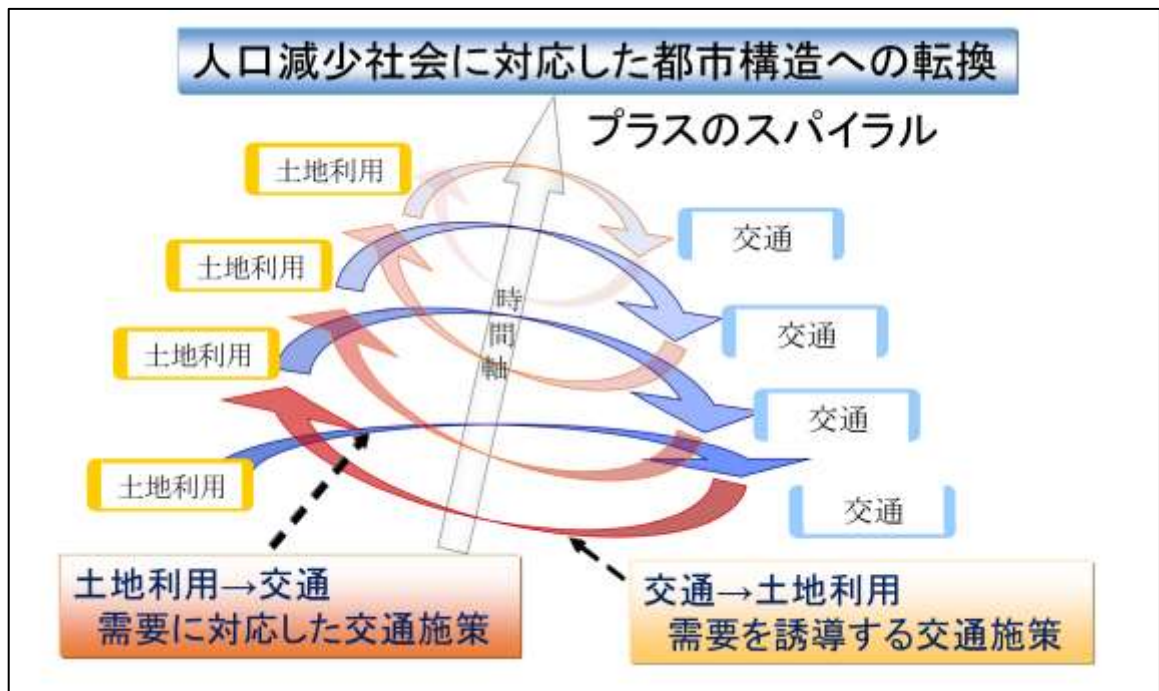 人口減少社会に対応した都市構造への転換
プラスのスパイラル
土地利用
交通
土地利用
交通
土地利用
交通
土地利用
交通
時間軸
土地利用→交通
需要に対応した交通施策
交通→土地利用
需要を誘導する交通施策